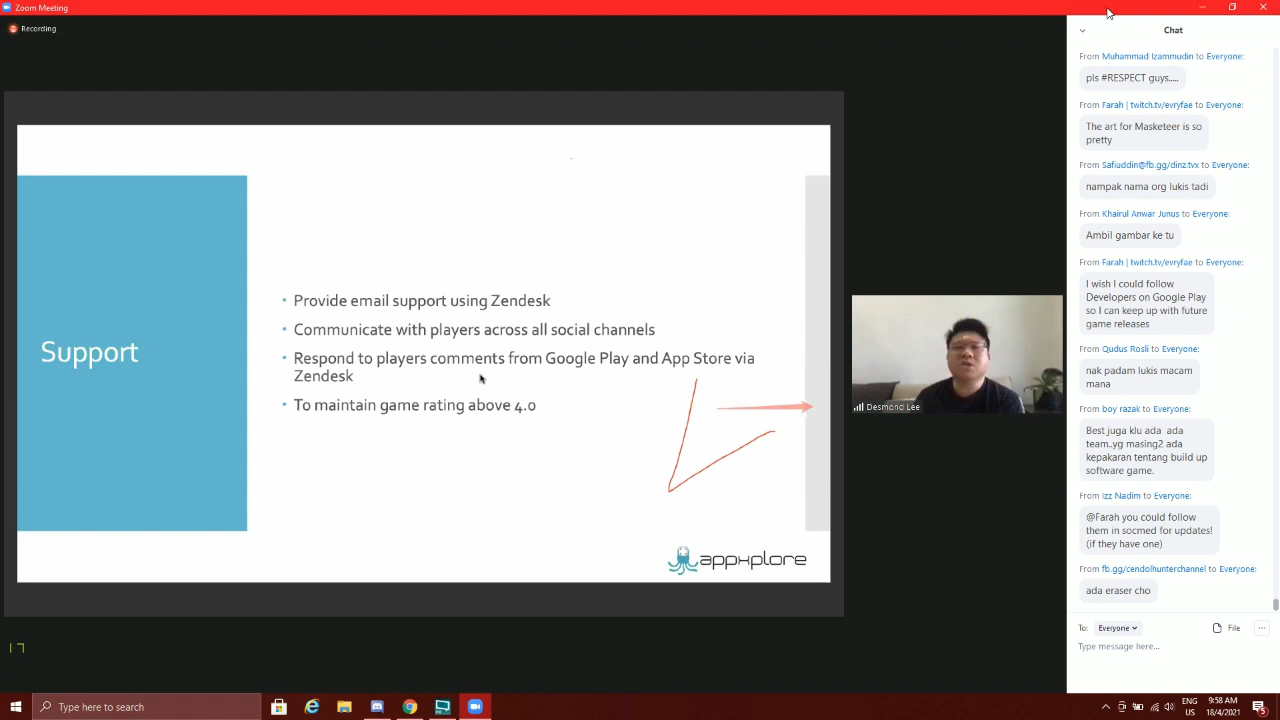 Zoom Meeting
Recording
Support
• Provide email support using Zendesk
• Communicate with players across all social channels
• Respond to players comments from Google Play and App Store via
Zendesk
• To maintain game rating above 4.0
appxplore
Desmond Lee
Chat
From Muhammad Izammudin to Everyone:
pls #RESPECT guys.....
From Farah | twitch.tv/evryfae to Everyone:
The art for Masketeer is so
pretty
From Safiuddin@fb.gg/dinz.tvx to Everyone:
nampak nama org lukis tadi
From Khairul Anwar Junus to Everyone:
Ambil gambar ke tu
From Farah | twitch.tv/evryfae to Everyone:
I wish I could follow
Developers on Google Play
so I can keep up with future
game releases
From Qudus Rosli to Everyone:
nak padam lukis macam
mana
From boy razak to Everyone:
Best juga klu ada ada
team..yg masing2 ada
kepakaran tentang build up
software game.
From Izz Nadim to Everyone:
@Farah you could follow
them in socmed for updates!
(if they have one)
From fb.gg/cendolhunterchannel to Everyone:
ada eraser cho
To: Everyone
File
Type message here...
Type here to search
ENG
US
9:58 AM
18/4/2021
5